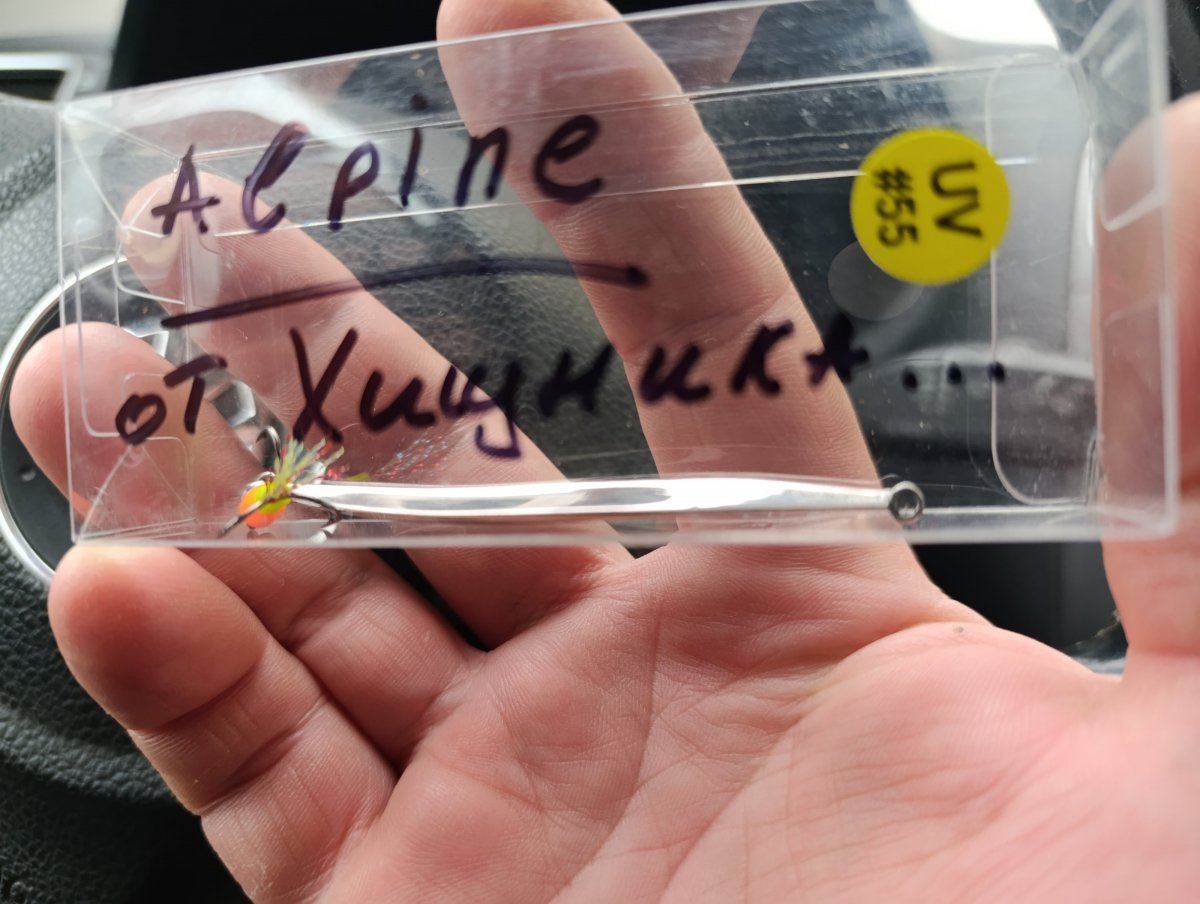 Alpine
от Хищника...
UV
#55